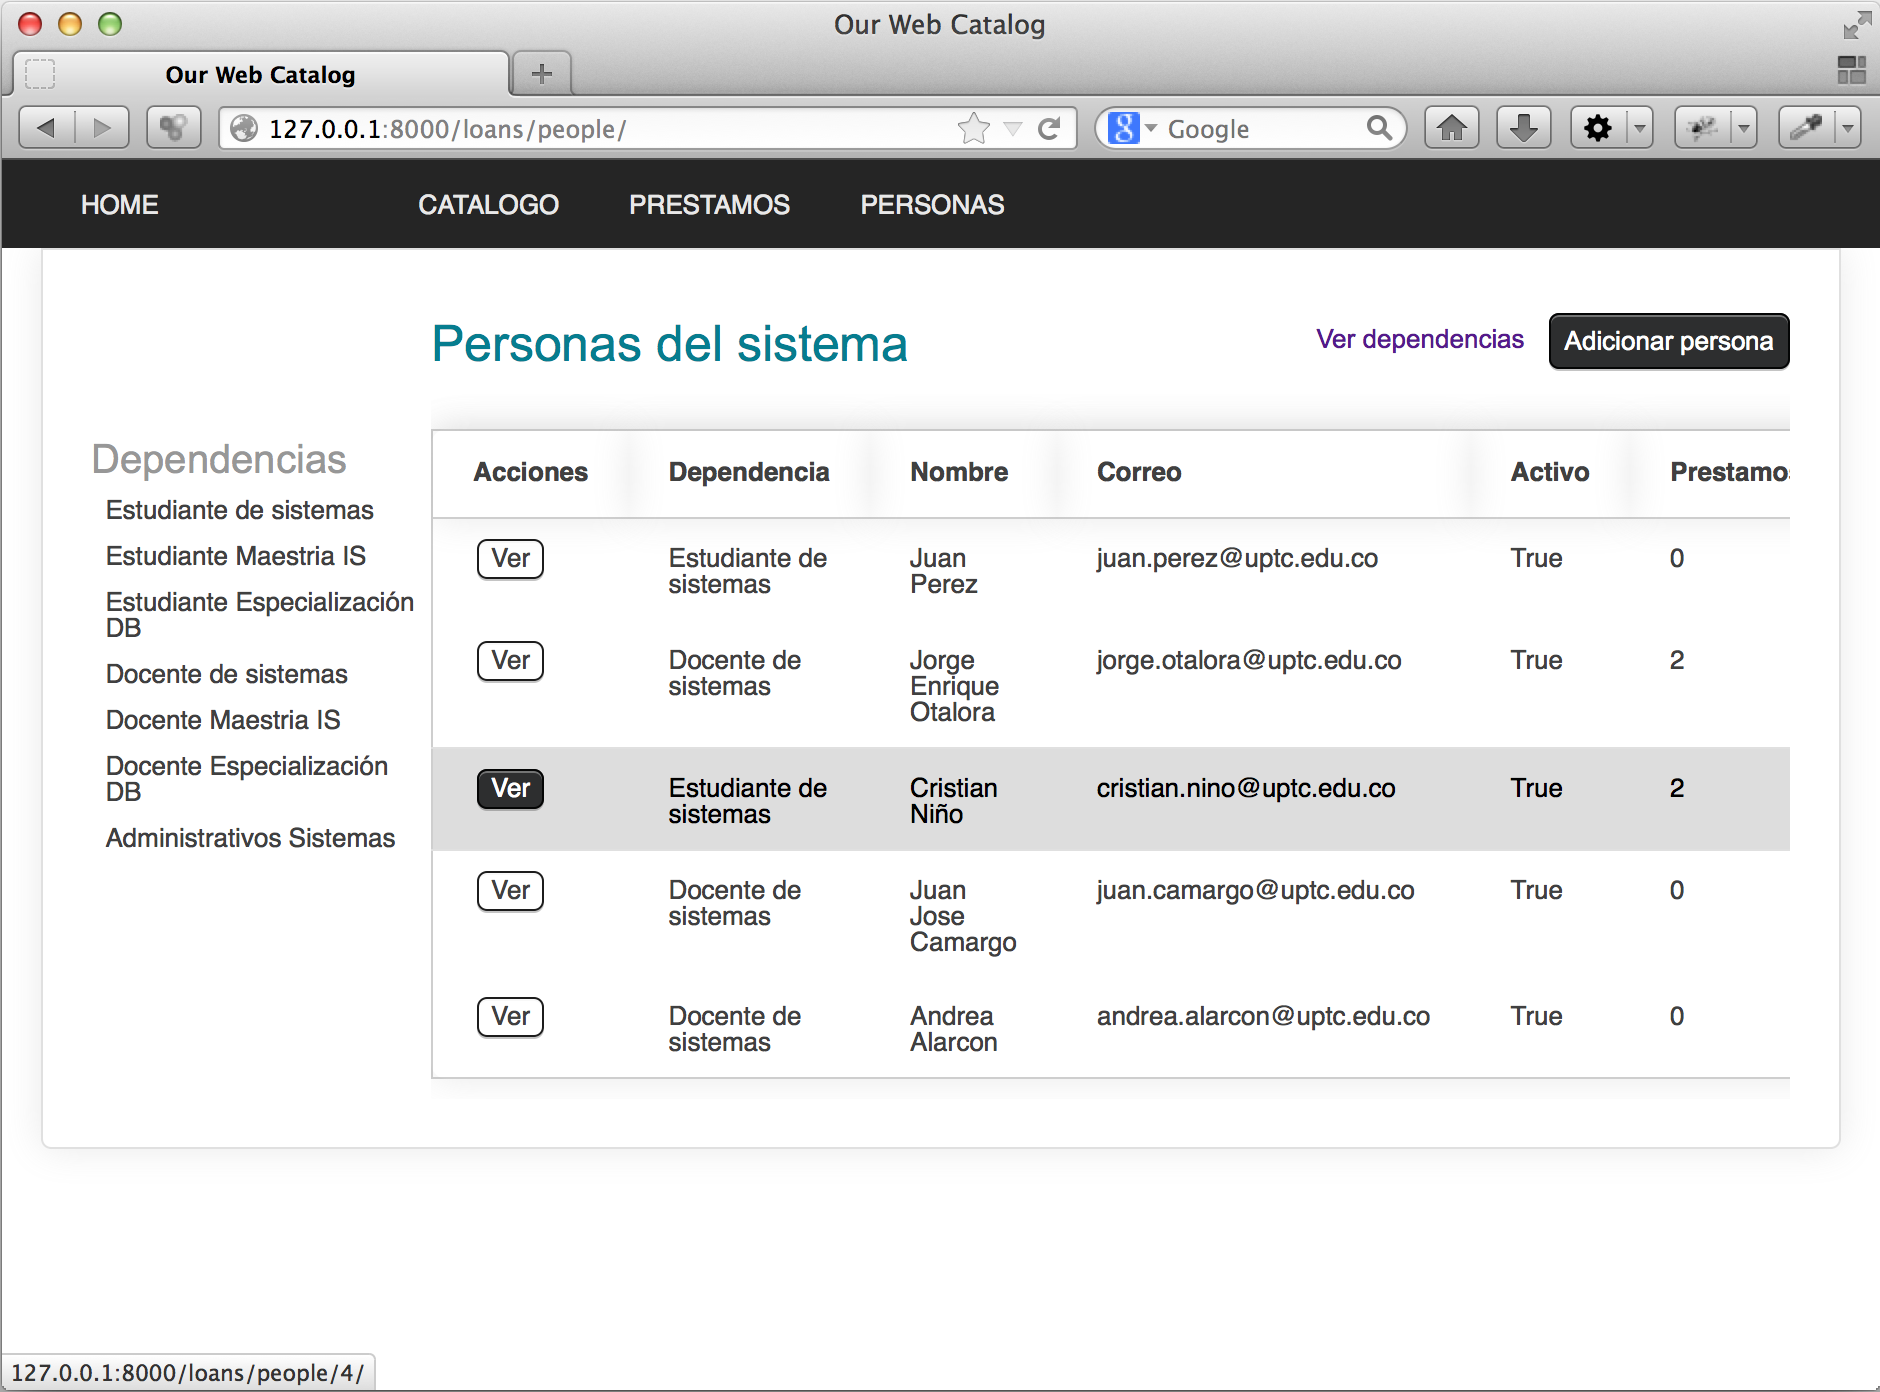 Our Web Catalog
Our Web Catalog
127.0.0.1:8000/loans/people/
Google
HOME CATALOGO PRESTAMOS PERSONAS
Personas del sistema
Ver dependencias
Adicionar persona
Dependencias
Estudiante de sistemas
Estudiante Maestria IS
Estudiante Especialización
DB
Docente de sistemas
Docente Maestria IS
Docente Especialización
DB
Administrativos Sistemas
Acciones Dependencia Nombre Correo Activo Prestamos
Ver Estudiante de Juan juan.perez@uptc.edu.co True 0
sistemas Perez
Ver Docente de Jorge jorge.otalora@uptc.edu.co True 2
sistemas Enrique
Otalora
Ver Estudiante de Cristian cristian.nino@uptc.edu.co True 2
sistemas Niño
Ver Docente de Juan juan.camargo@uptc.edu.co True 0
sistemas Jose
Camargo
Ver Docente de Andrea andrea.alarcon@uptc.edu.co True 0
sistemas Alarcon
127.0.0.1:8000/loans/people/4/